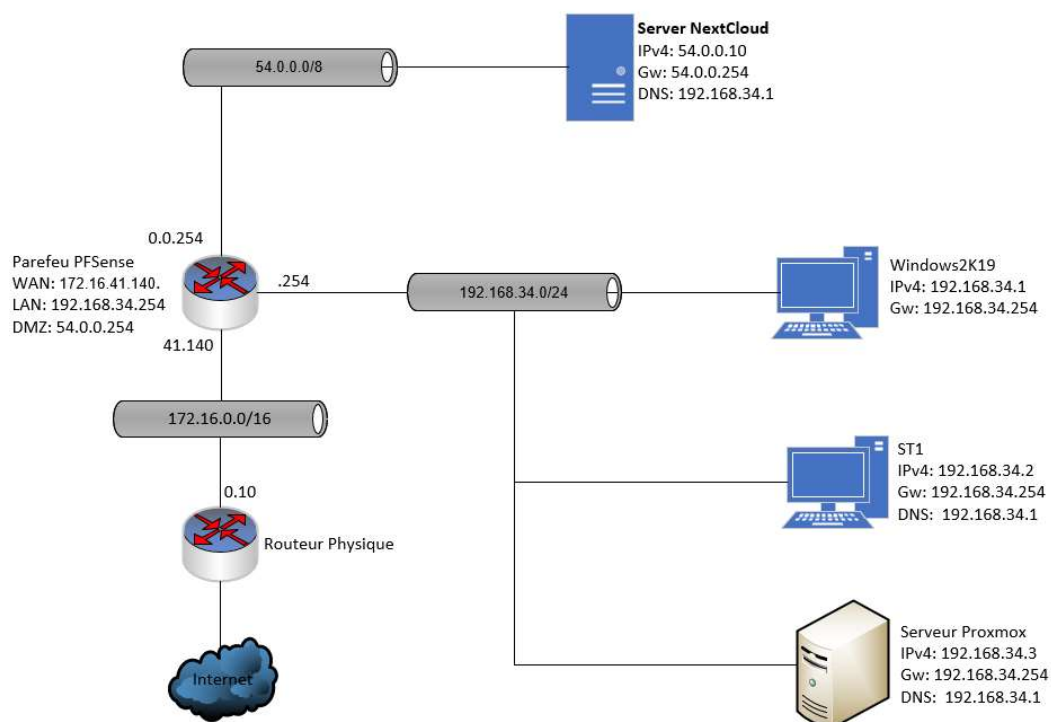 Server NextCloud
IPv4: 54.0.0.10
Gw: 54.0.0.254
DNS: 192.168.34.1
54.0.0.0/8
0.0.254
Parefeu PFSense
WAN: 172.16.41.140.
LAN: 192.168.34.254
DMZ: 54.0.0.254
.254
41.140
192.168.34.0/24
Windows2K19
IPv4: 192.168.34.1
Gw: 192.168.34.254
172.16.0.0/16
0.10
Routeur Physique
Internet
ST1
IPv4: 192.168.34.2
Gw: 192.168.34.254
DNS: 192.168.34.1
Serveur Proxmox
IPv4: 192.168.34.3
Gw: 192.168.34.254
DNS: 192.168.34.1